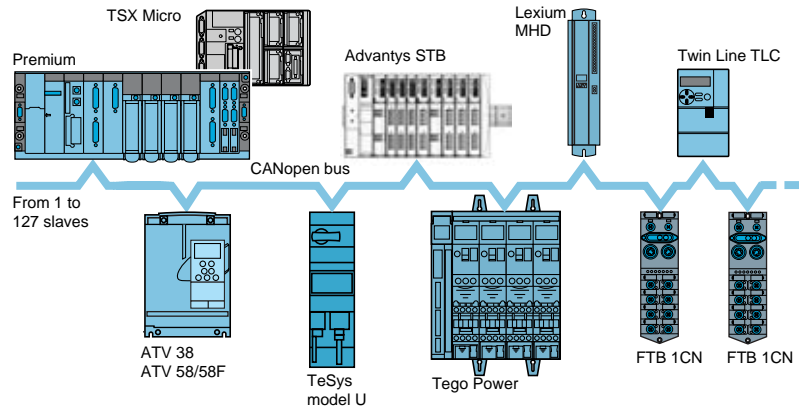 TSX Micro
Premium
Advantys STB
Lexium
MHD
Twin Line TLC
CANopen bus
From 1 to
127 slaves
ATV 38
ATV 58/58F
TeSys
model U
Tego Power
FTB 1CN
FTB 1CN